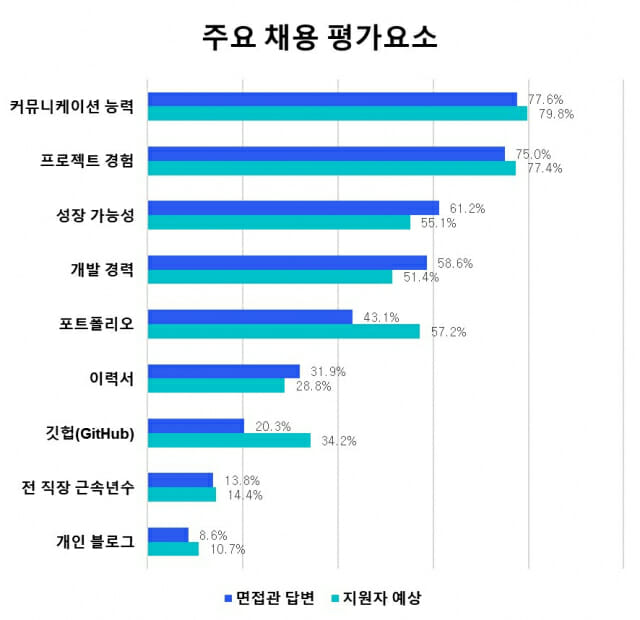 주요 채용 평가요소
커뮤니케이션 능력
77.6%
79.8%
프로젝트 경험
75.0%
77.4%
성장 가능성
61.2%
55.1%
개발 경력
58.6%
51.4%
포트폴리오
43.1%
57.2%
이력서
31.9%
28.8%
깃헙(GitHub)
20.3%
34.2%
전 직장 근속년수
13.8%
14.4%
개인 블로그
8.6%
10.7%
면접관 답변 지원자 예상